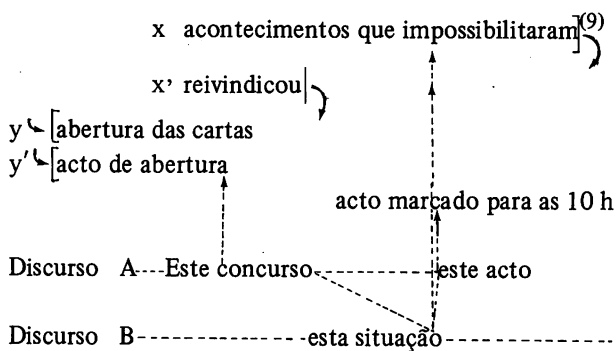 x acontecimentos que impossibilitaram](9)
x' reivindicou|
y [abertura das cartas
y' [acto de abertura
acto marcado para as 10 h
Discurso A----Este concurso----------este acto
Discurso B--------------esta situação--------------